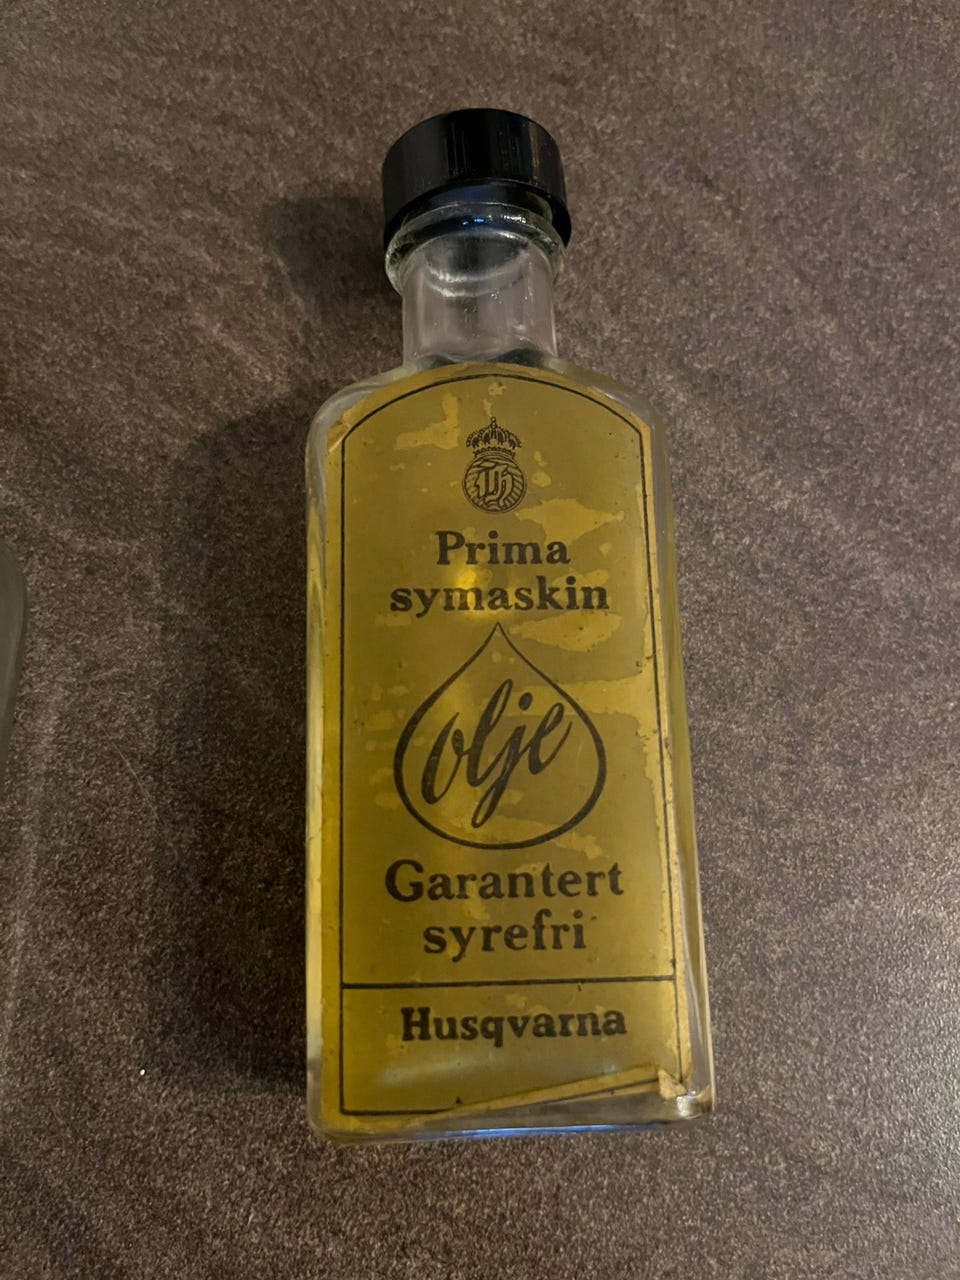 Prima
symaskin
olje
Garantert
syrefri
Husqvarna